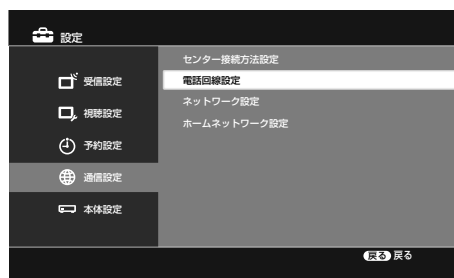 設定
受信設定
視聴設定
予約設定
通信設定
本体設定
センター接続方法設定
電話回線設定
ネットワーク設定
ホームネットワーク設定
戻る 戻る